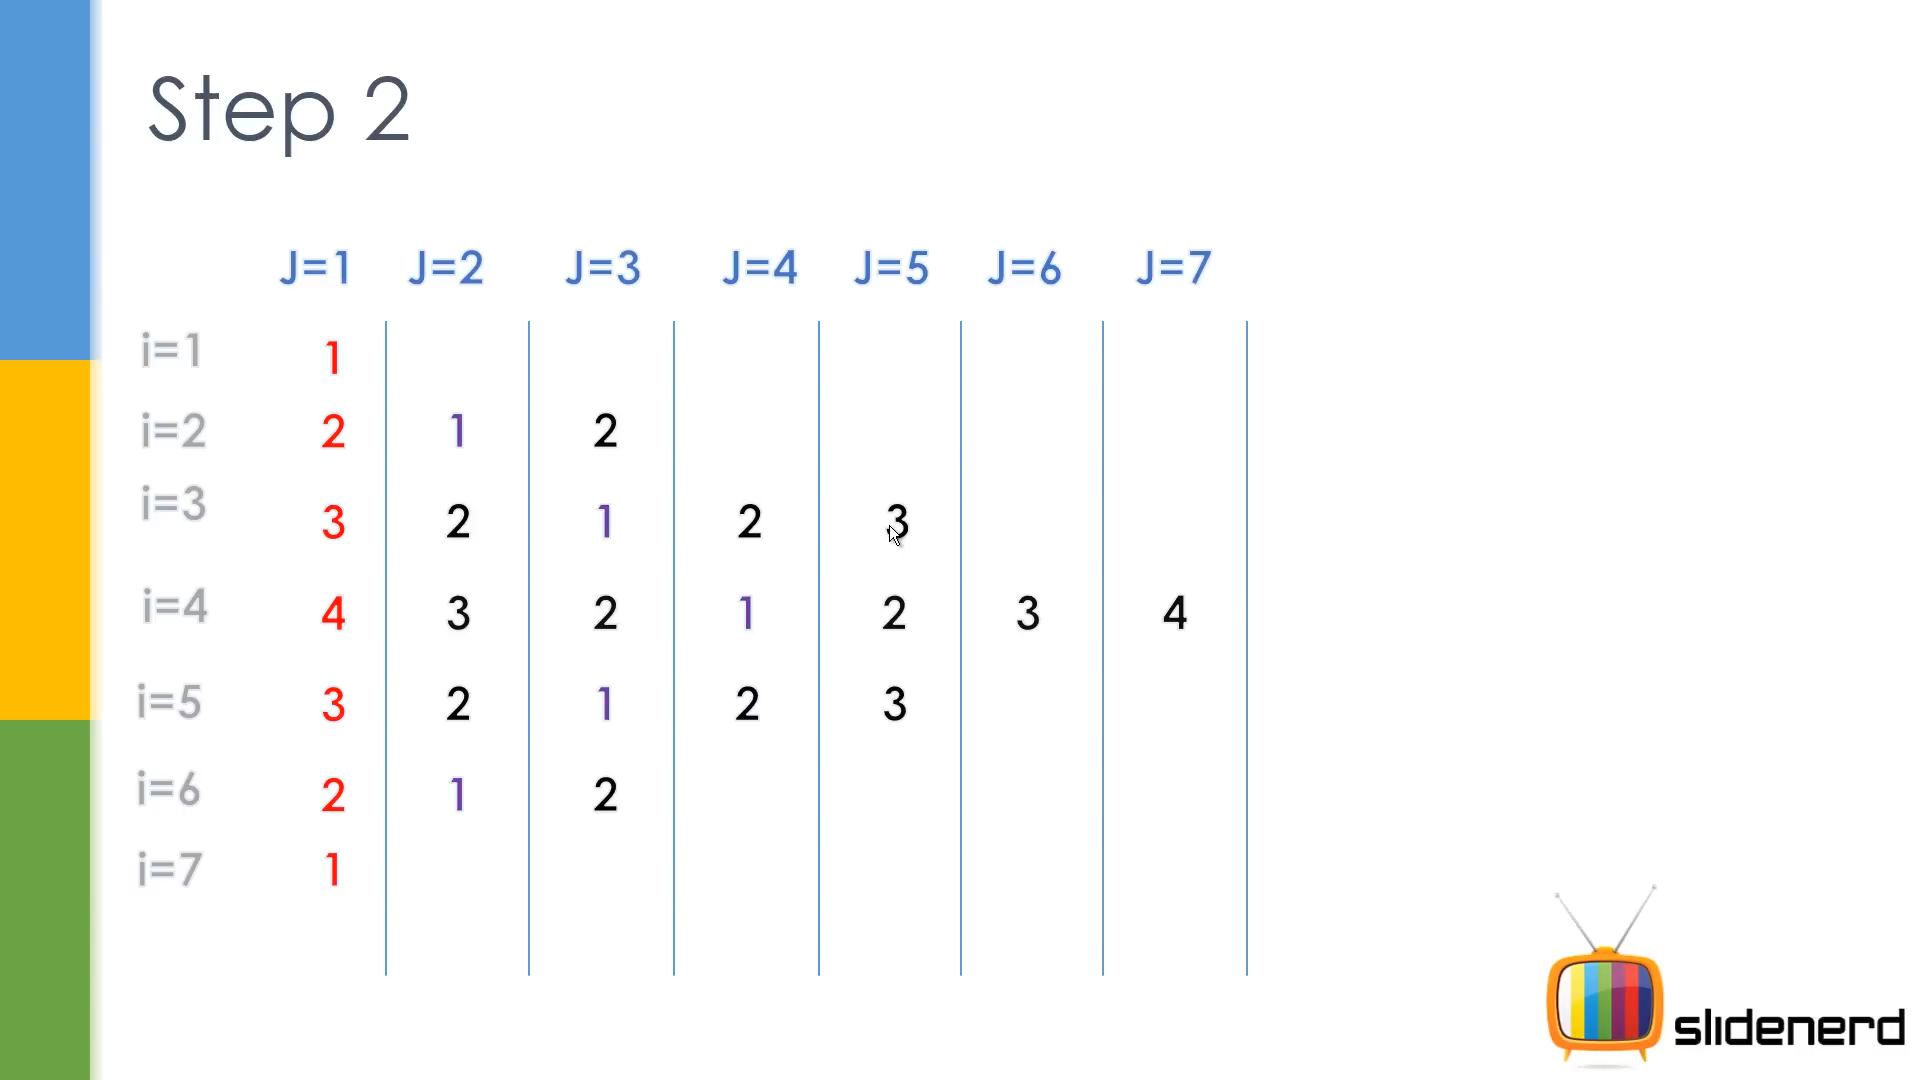 Step 2
J=1 J=2 J=3 J=4 J=5 J=6 J=7
i=1 1
i=2 2 1 2
i=3 3 2 1 2 3
i=4 4 3 2 1 2 3 4
i=5 3 2 1 2 3
i=6 2 1 2
i=7 1
slidenerd